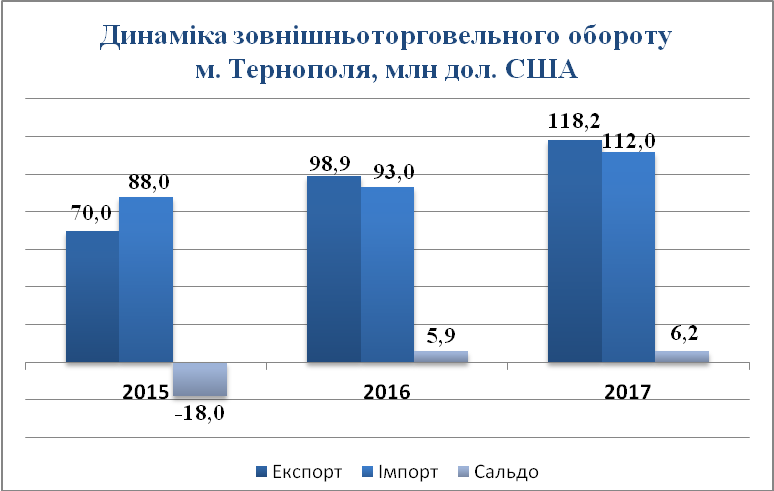 Динаміка зовнішньоторговельного обороту
м. Тернополя, млн дол. США
118,2
112,0
98,9
93,0
88,0
70,0
5,9
6,2
2015
2016
2017
-18,0
Експорт
Імпорт
Сальдо